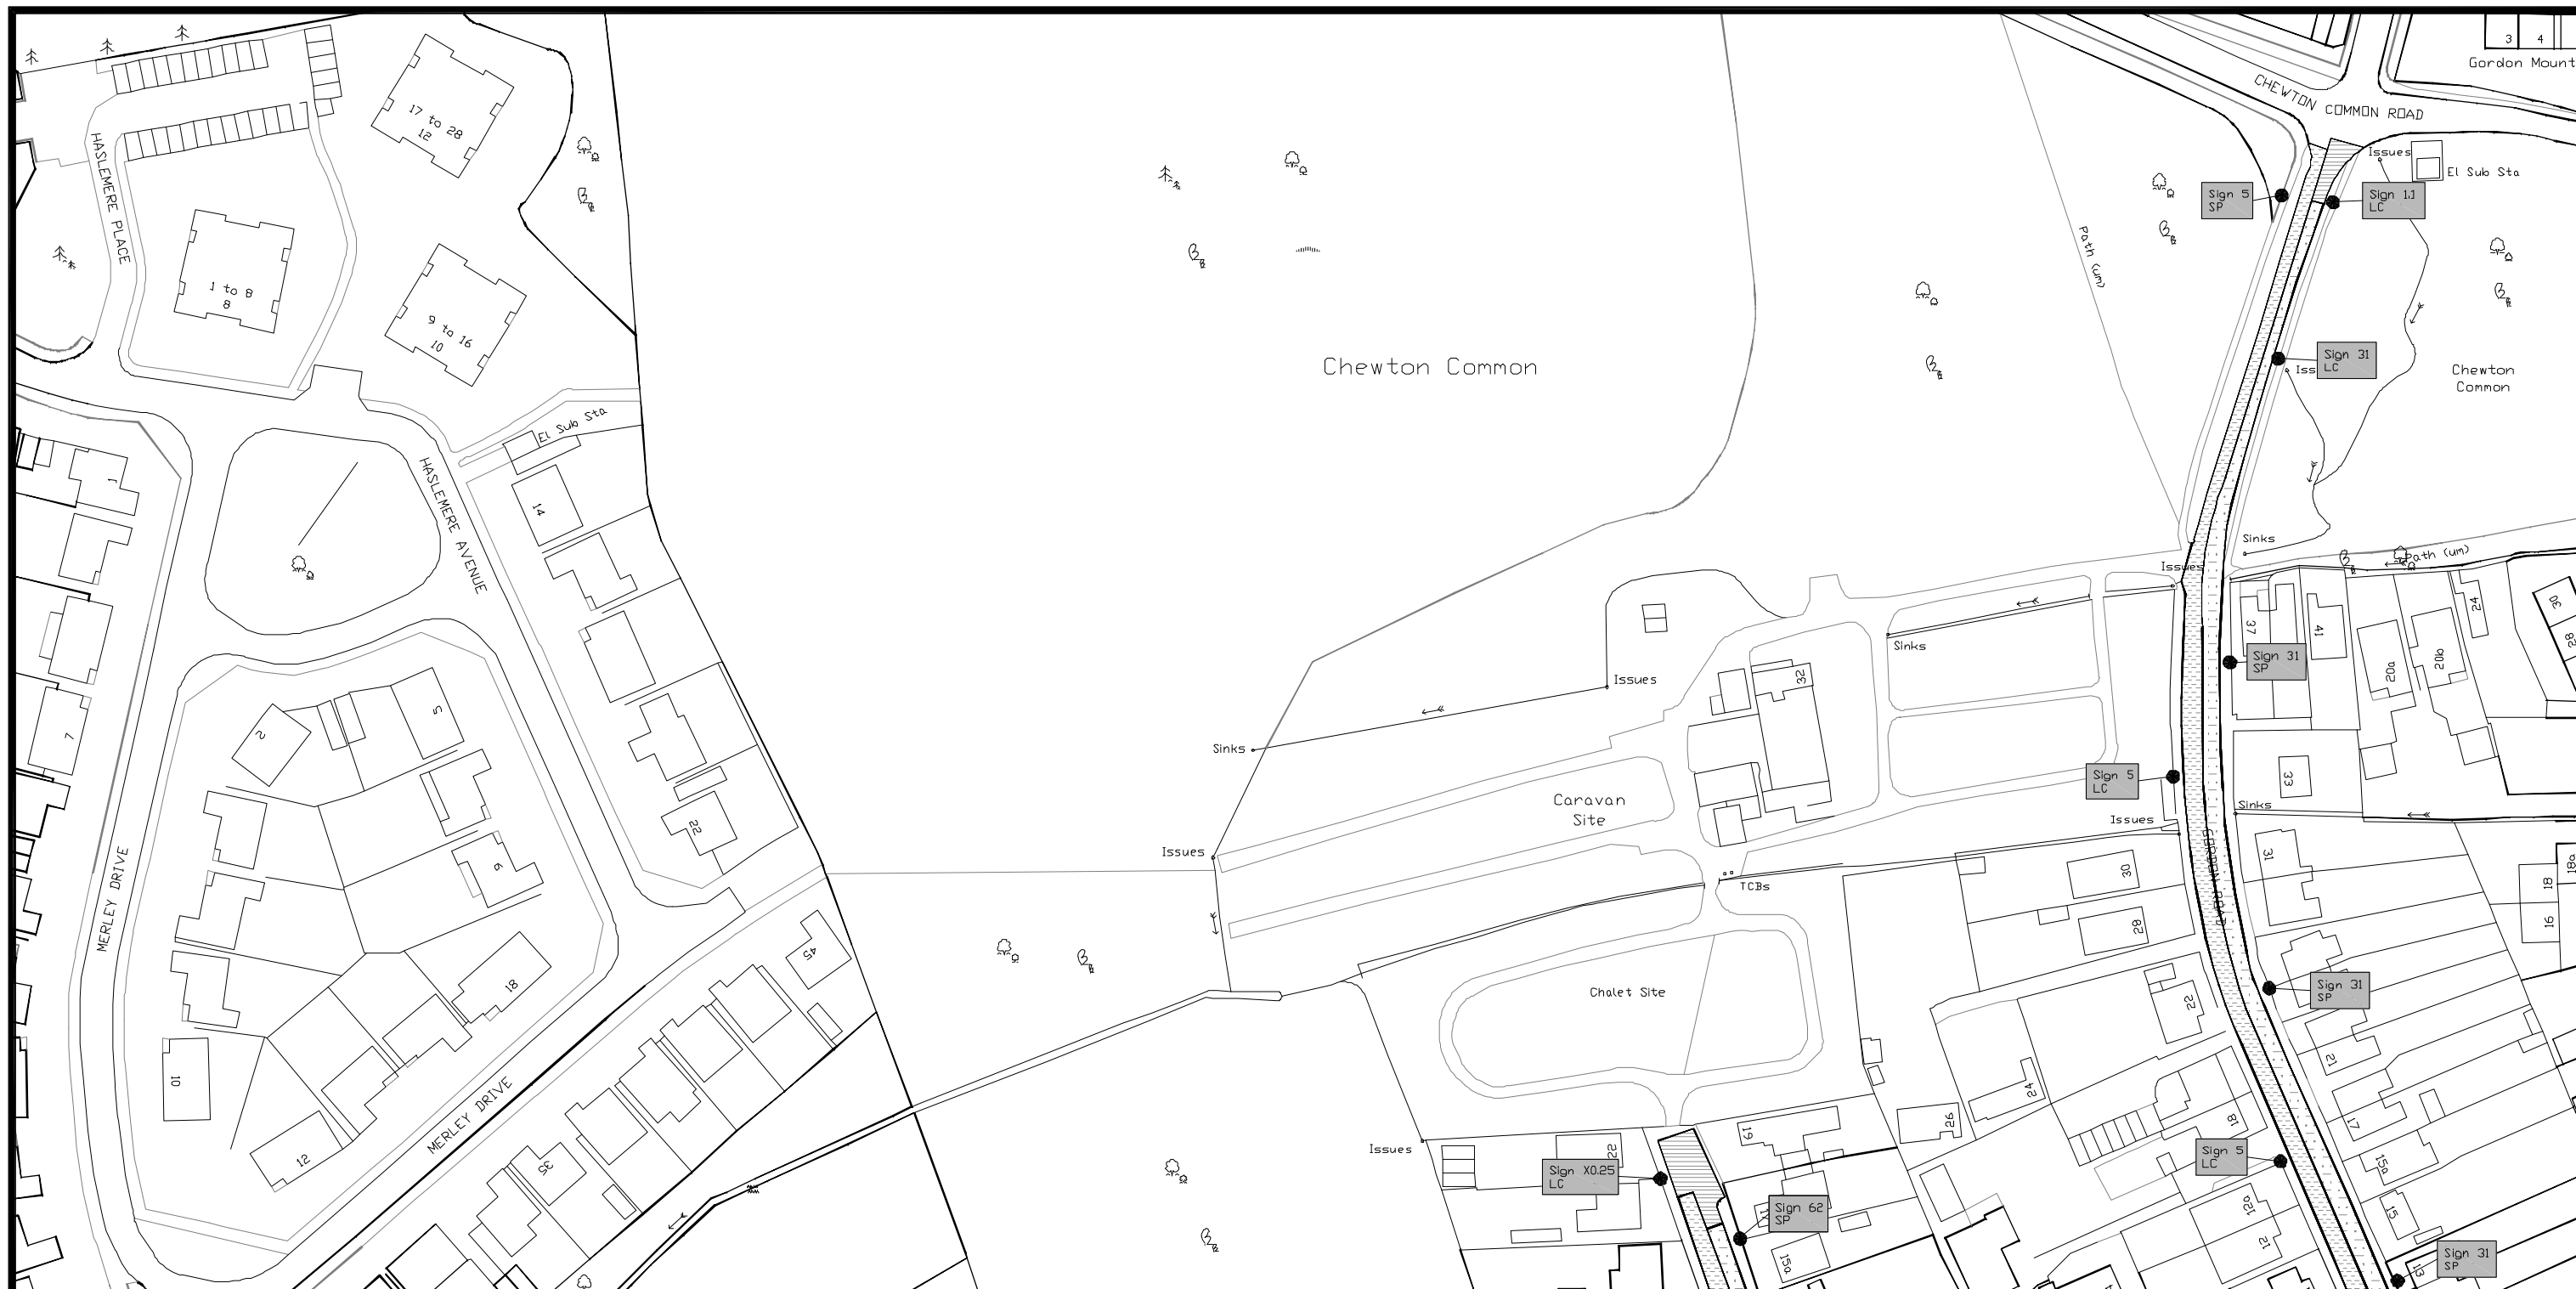 3
4
Gordon Mount
CHEWTON COMMON ROAD
17 to 28
12
HASLEMERE PLACE
Issues
El Sub Sta
Sign 5
SP
Sign 1.1
LC
Path (um)
1 to 8
8
9 to 16
10
Sign 31
LC
Iss
Chewton Common
Chewton
Common
El Sub Sta
1
HASLEMERE AVENUE
14
Sinks
Path (um)
Issues
37
41
24
30
28
Sinks
20a
20b
Sign 31
SP
32
Issues
5
2
7
Sinks
Sign 5
LC
33
Caravan
Site
Sinks
Issues
22
Issues
31
MERLEY DRIVE
6
TCBs
30
18
18a
16
28
45
18
Chalet Site
22
Sign 31
SP
21
10
24
MERLEY DRIVE
26
19
18
17
Issues
22
12
35
Sign X0.25
LC
Sign 5
LC
15a
Sign 62
SP
12a
15
21
15a
Sign 31
SP
13